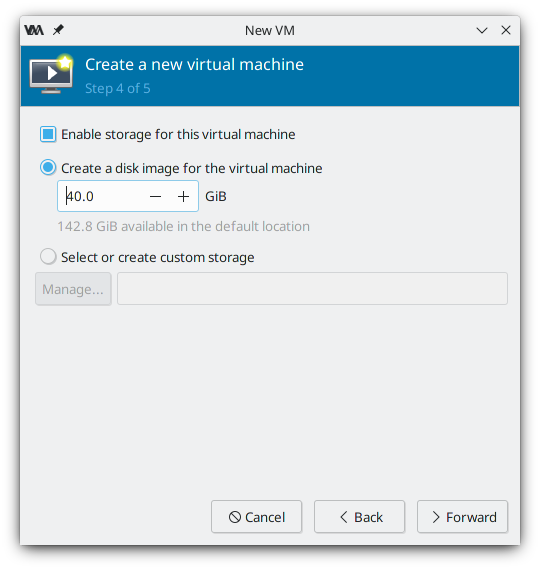 New VM
Create a new virtual machine
Step 4 of 5
Enable storage for this virtual machine
Create a disk image for the virtual machine
40.0 GiB
142.8 GiB available in the default location
Select or create custom storage
Manage...
Cancel Back Forward